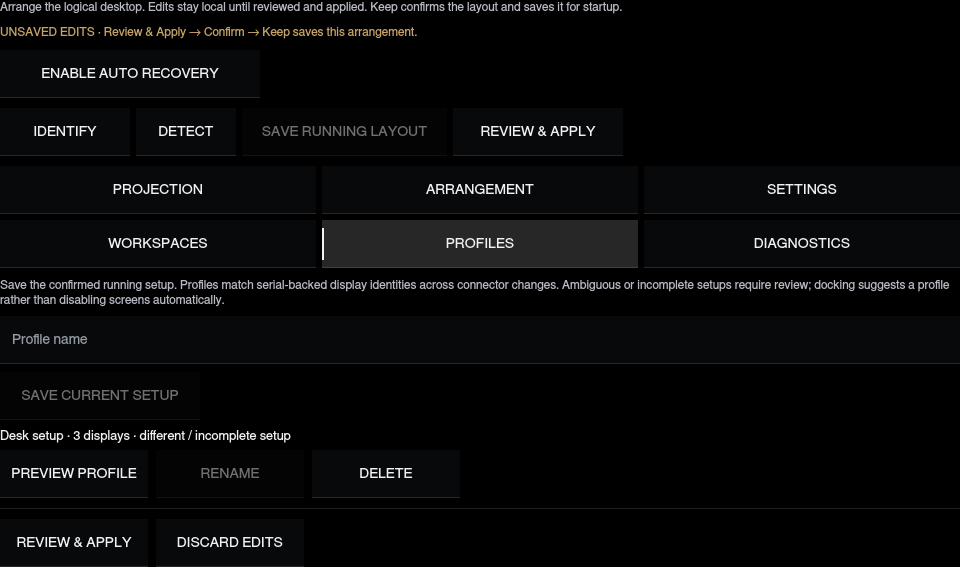 Arrange the logical desktop. Edits stay local until reviewed and applied. Keep confirms the layout and saves it for startup.
UNSAVED EDITS · Review & Apply → Confirm → Keep saves this arrangement.
ENABLE AUTO RECOVERY
IDENTIFY DETECT SAVE RUNNING LAYOUT REVIEW & APPLY
PROJECTION ARRANGEMENT SETTINGS
WORKSPACES PROFILES DIAGNOSTICS
Save the confirmed running setup. Profiles match serial-backed display identities across connector changes. Ambiguous or incomplete setups require review; docking suggests a profile
rather than disabling screens automatically.
Profile name
SAVE CURRENT SETUP
Desk setup · 3 displays · different / incomplete setup
PREVIEW PROFILE RENAME DELETE
REVIEW & APPLY DISCARD EDITS